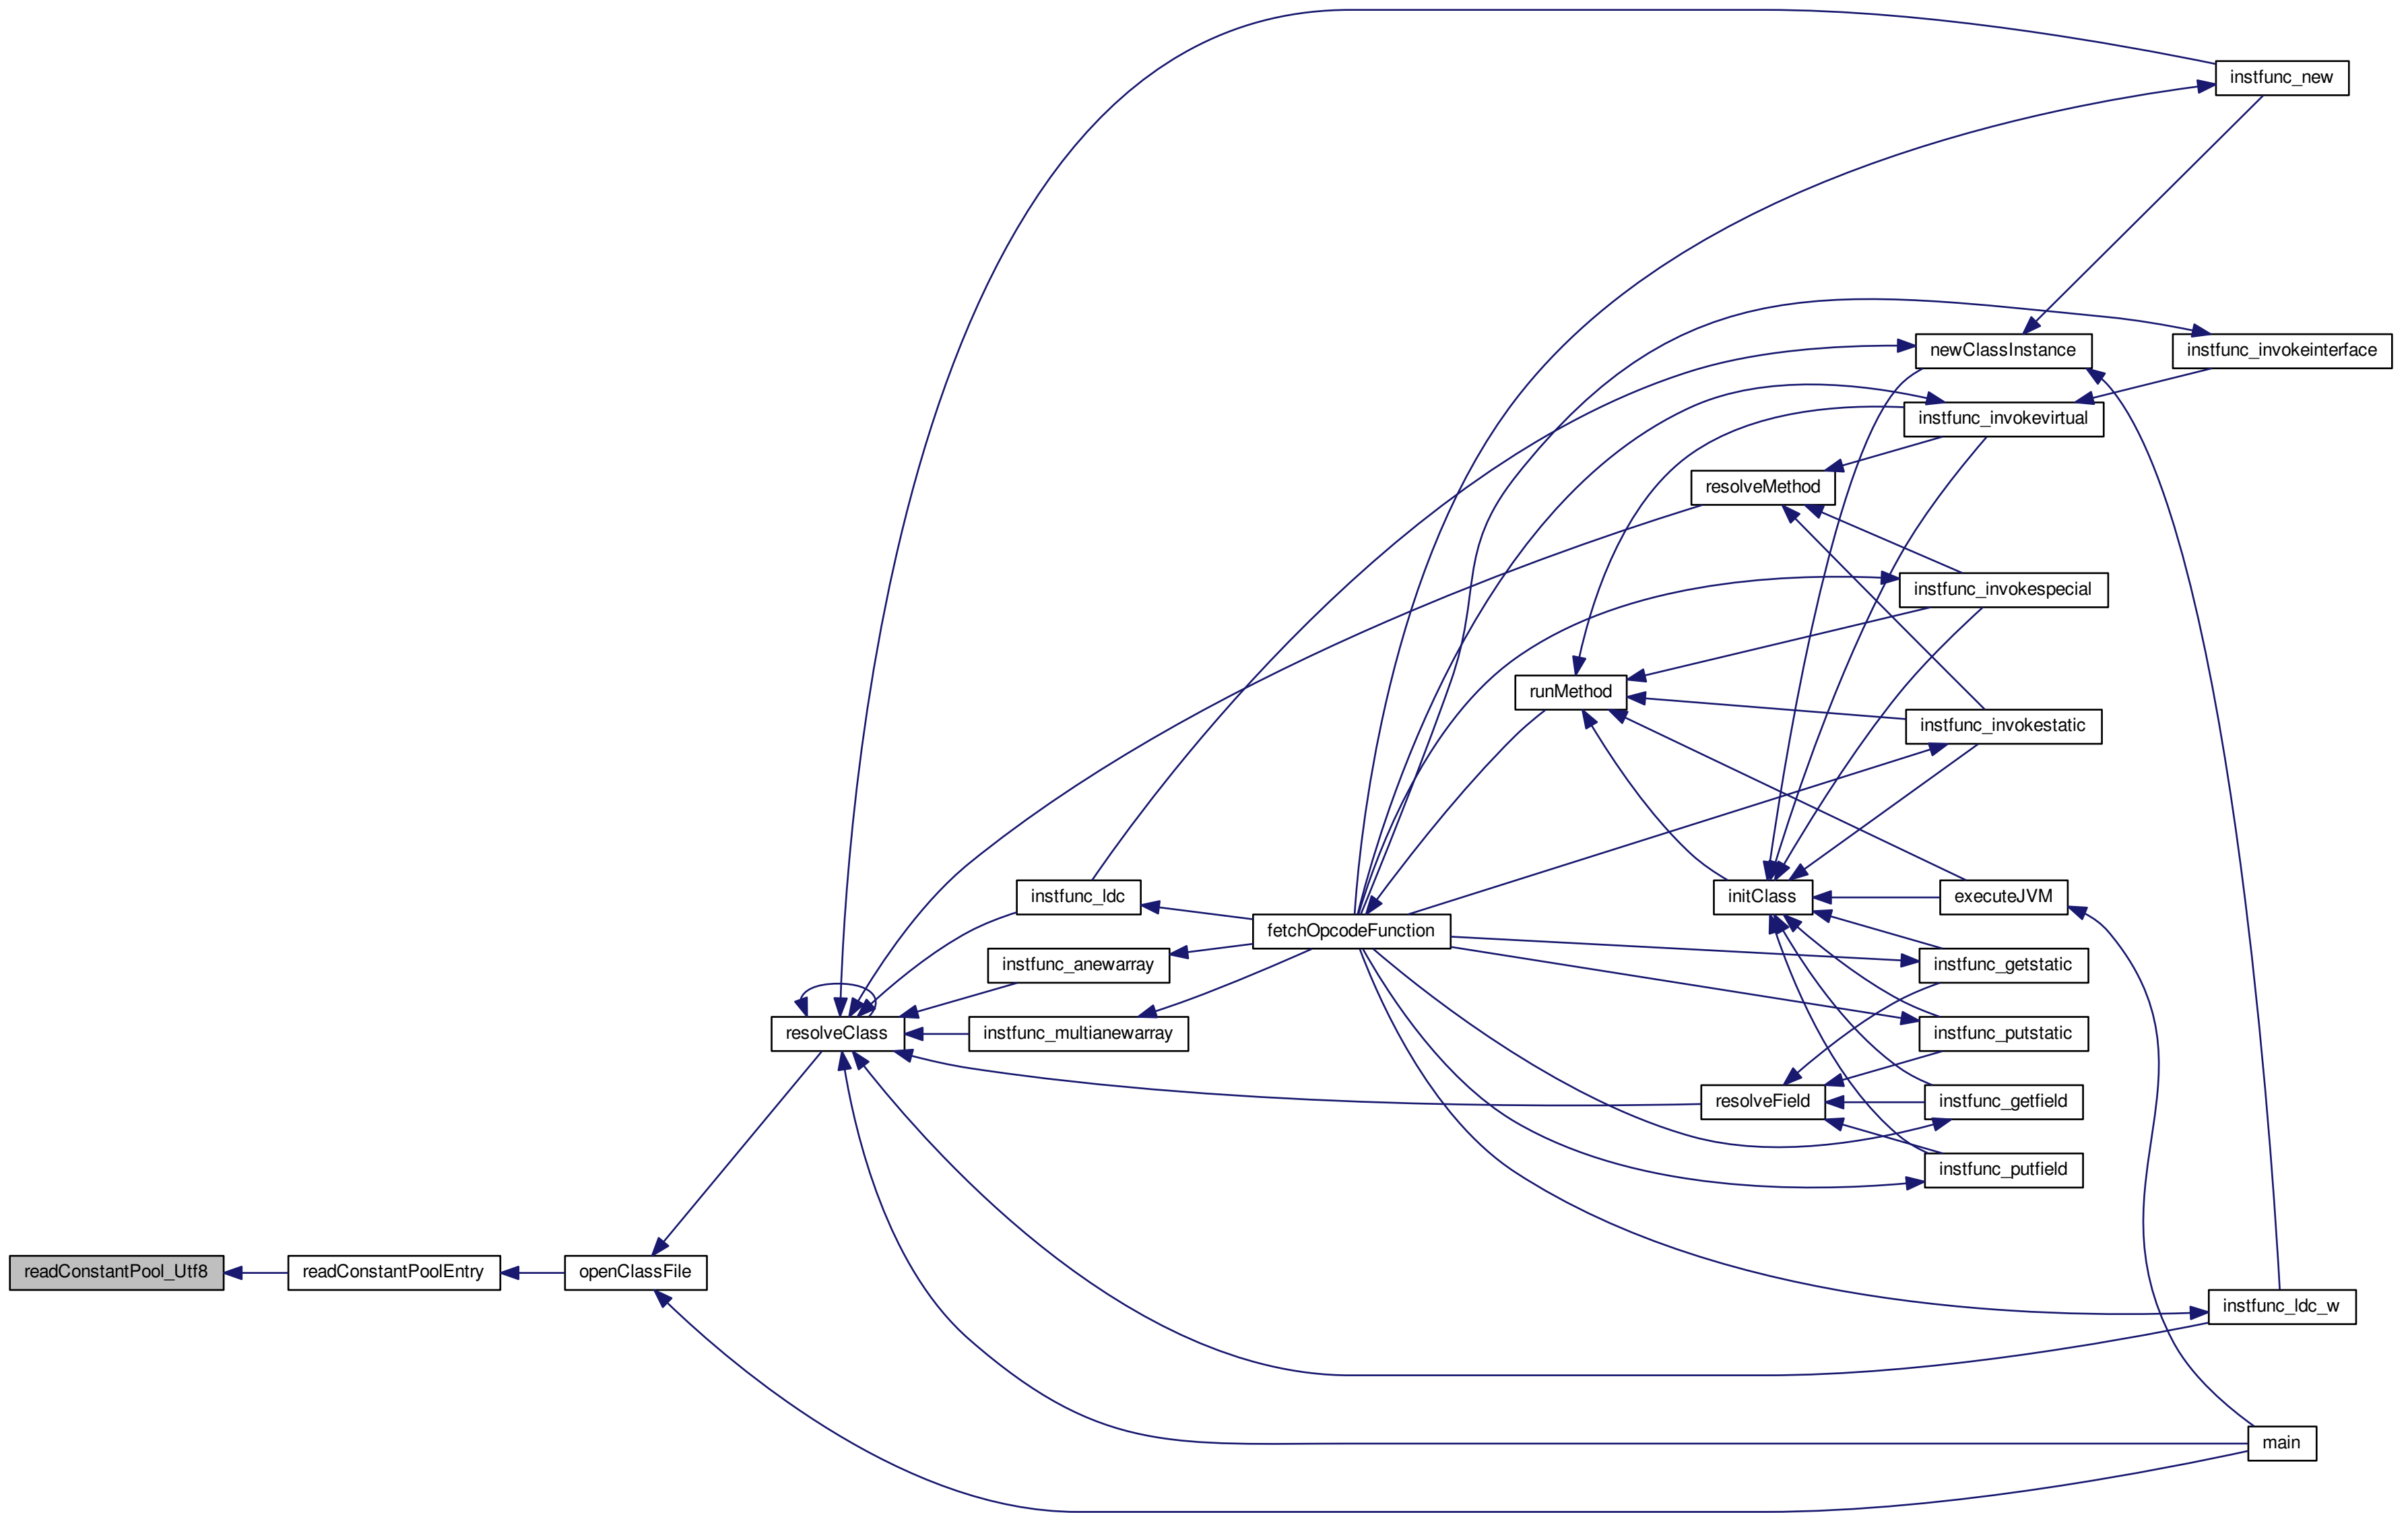 instfunc_new
newClassInstance
instfunc_invokeinterface
instfunc_invokevirtual
resolveMethod
instfunc_invokespecial
runMethod
instfunc_invokestatic
instfunc_ldc
initClass
executeJVM
fetchOpcodeFunction
instfunc_anewarray
instfunc_getstatic
resolveClass
instfunc_multianewarray
instfunc_putstatic
resolveField
instfunc_getfield
instfunc_putfield
readConstantPool_Utf8
readConstantPoolEntry
openClassFile
instfunc_ldc_w
main